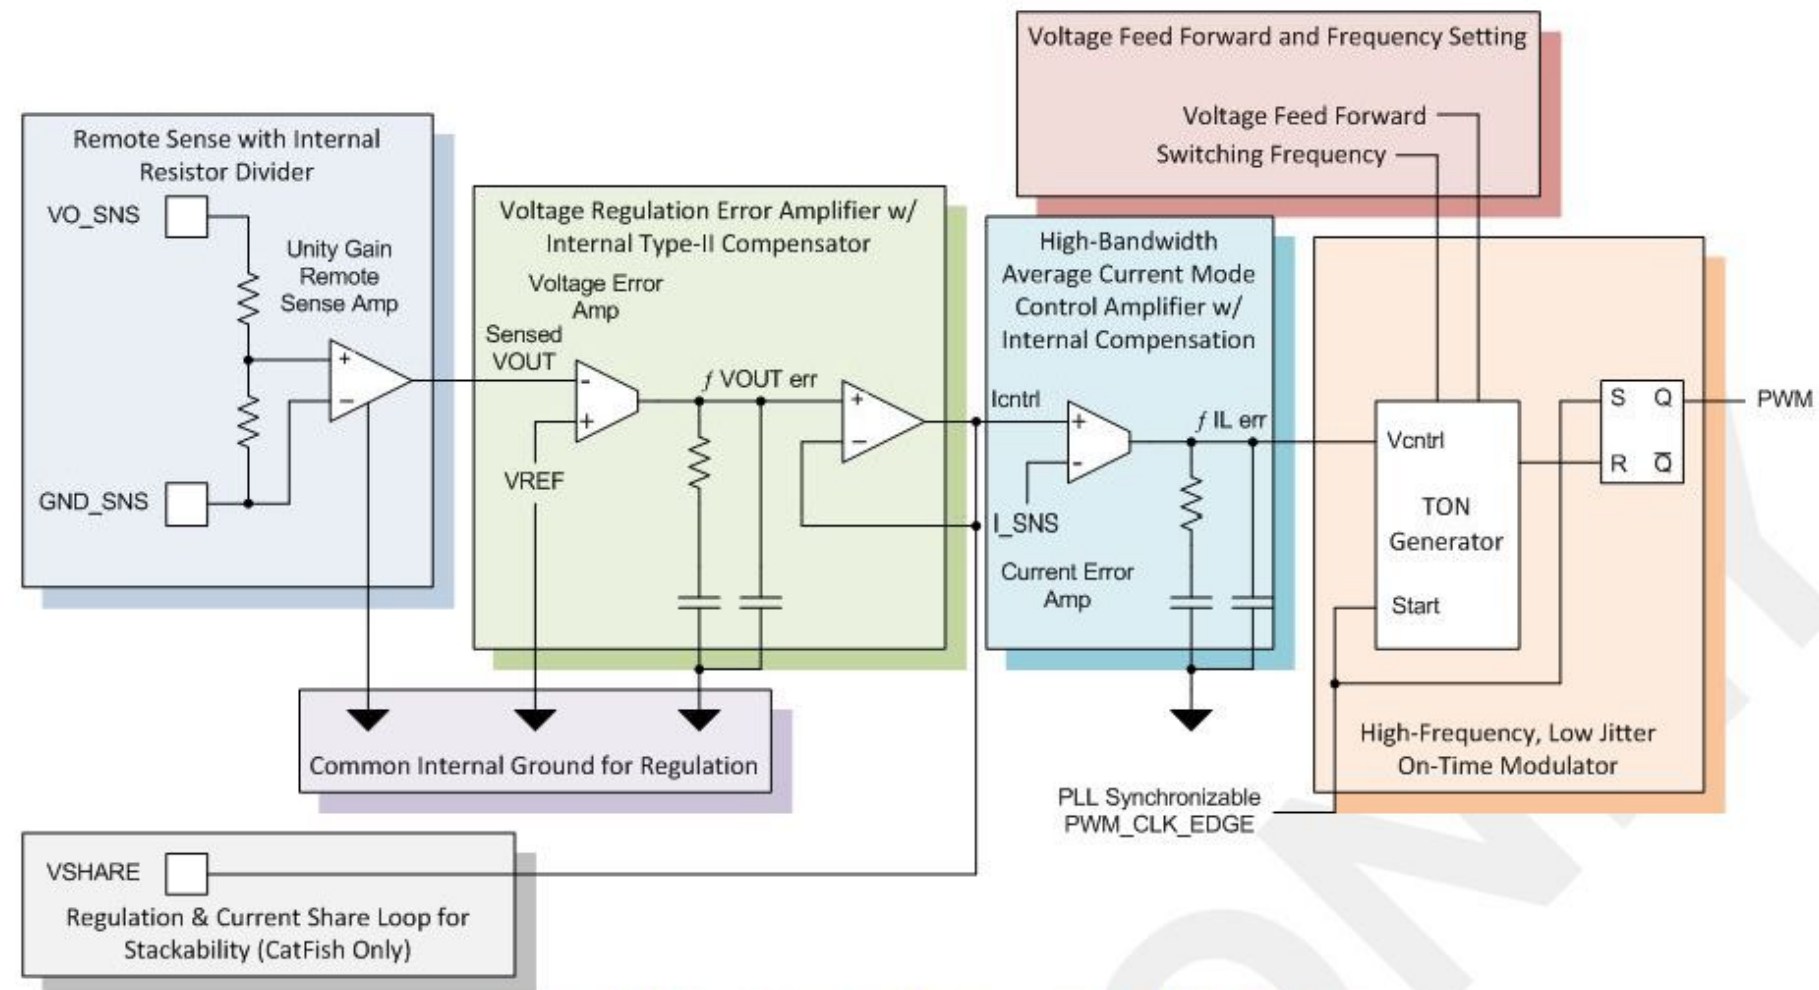 Voltage Feed Forward and Frequency Setting
Voltage Feed Forward
Switching Frequency
Remote Sense with Internal
Resistor Divider
VO_SNS
Unity Gain
Remote
Sense Amp
+
−
GND_SNS
Voltage Regulation Error Amplifier w/
Internal Type-II Compensator
Voltage Error
Amp
Sensed
VOUT
-
+
VREF
ƒ VOUT err
+
−
High-Bandwidth
Average Current Mode
Control Amplifier w/
Internal Compensation
Icntrl
+
-
I_SNS
ƒ IL err
Current Error
Amp
Vcntrl
TON
Generator
Start
S Q
R Q̅
PWM
High-Frequency, Low Jitter
On-Time Modulator
PLL Synchronizable
PWM_CLK_EDGE
Common Internal Ground for Regulation
VSHARE
Regulation & Current Share Loop for
Stackability (CatFish Only)